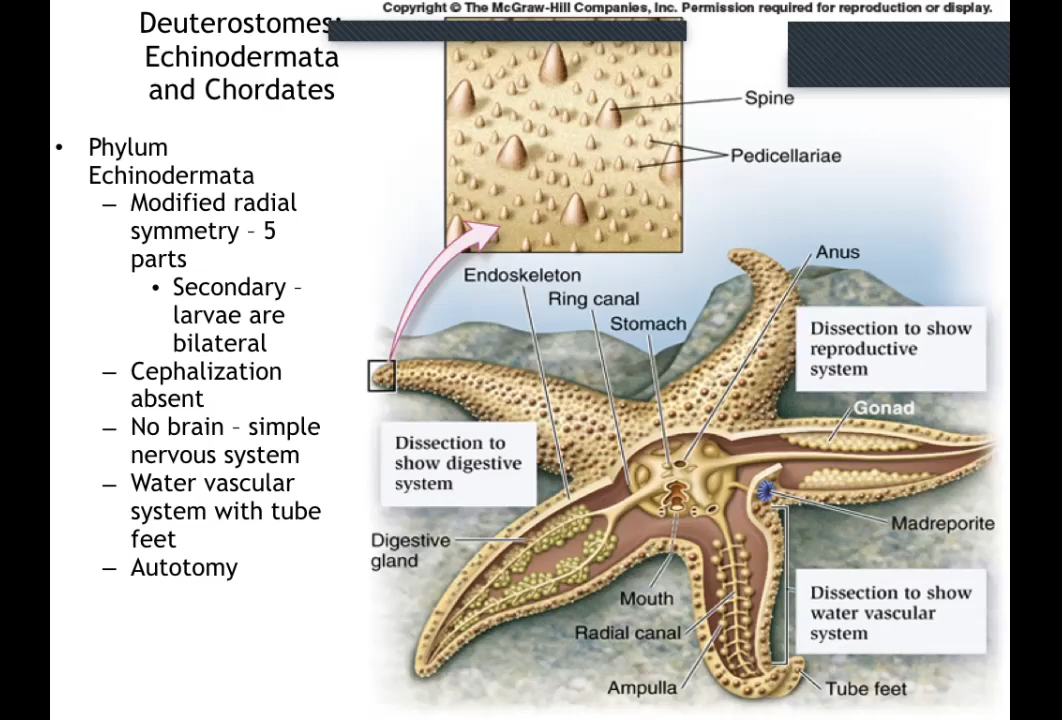 Copyright © The McGraw-Hill Companies, Inc. Permission required for reproduction or display.
Deuterostomes:
Echinodermata
and Chordates
• Phylum
Echinodermata
– Modified radial
symmetry – 5
parts
• Secondary –
larvae are
bilateral
– Cephalization
absent
– No brain – simple
nervous system
– Water vascular
system with tube
feet
– Autotomy
Spine
Pedicellariae
Anus
Endoskeleton
Ring canal
Stomach
Dissection to show
reproductive
system
Gonad
Dissection to
show digestive
system
Madreporite
Digestive
gland
Mouth
Dissection to show
water vascular
system
Radial canal
Ampulla
Tube feet